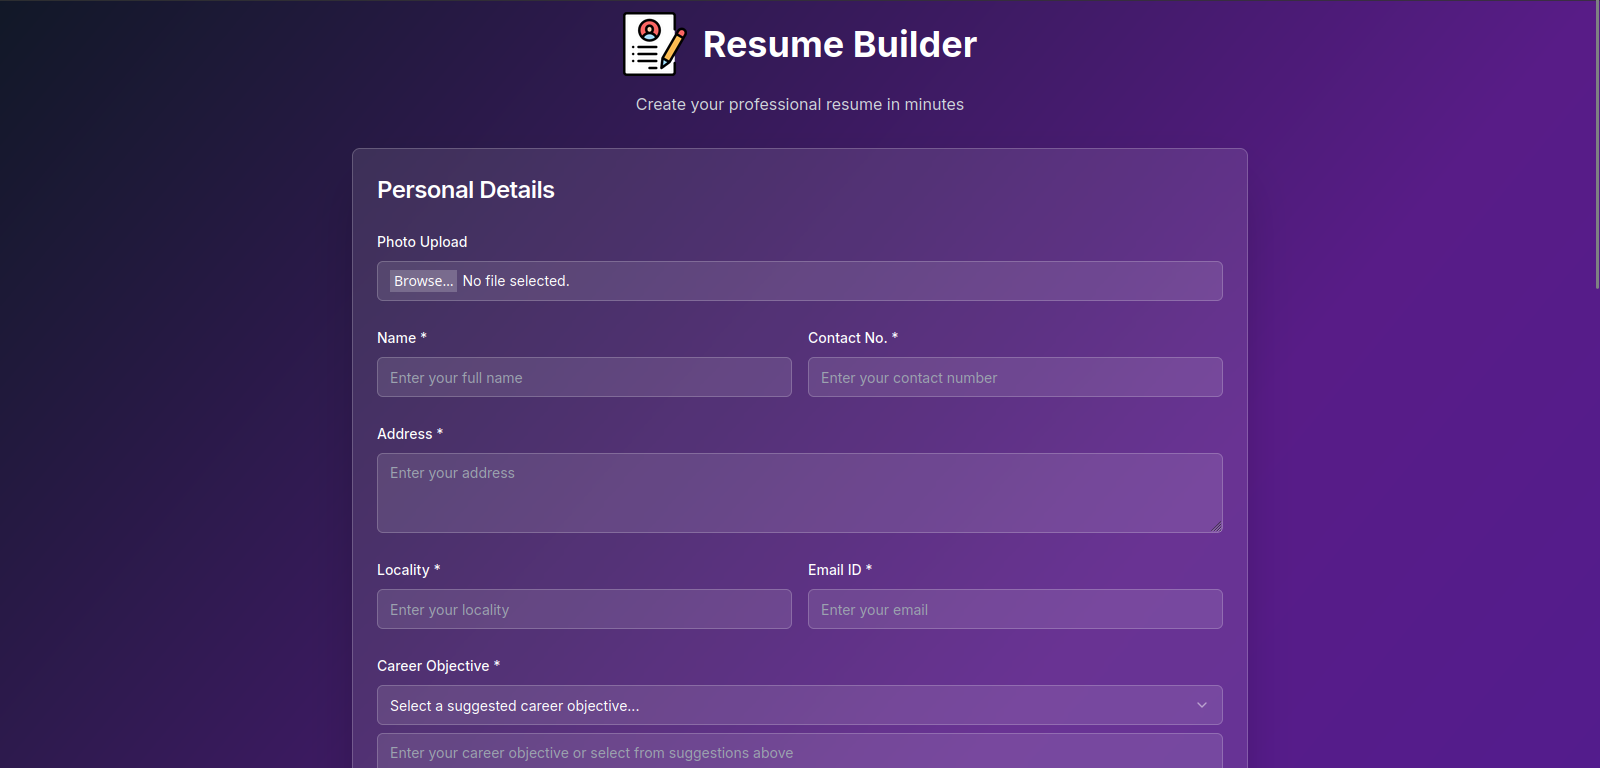 Resume Builder
Create your professional resume in minutes
Personal Details
Photo Upload
Browse... No file selected.
Name * Contact No. *
Enter your full name Enter your contact number
Address *
Enter your address
Locality * Email ID *
Enter your locality Enter your email
Career Objective *
Select a suggested career objective...
Enter your career objective or select from suggestions above